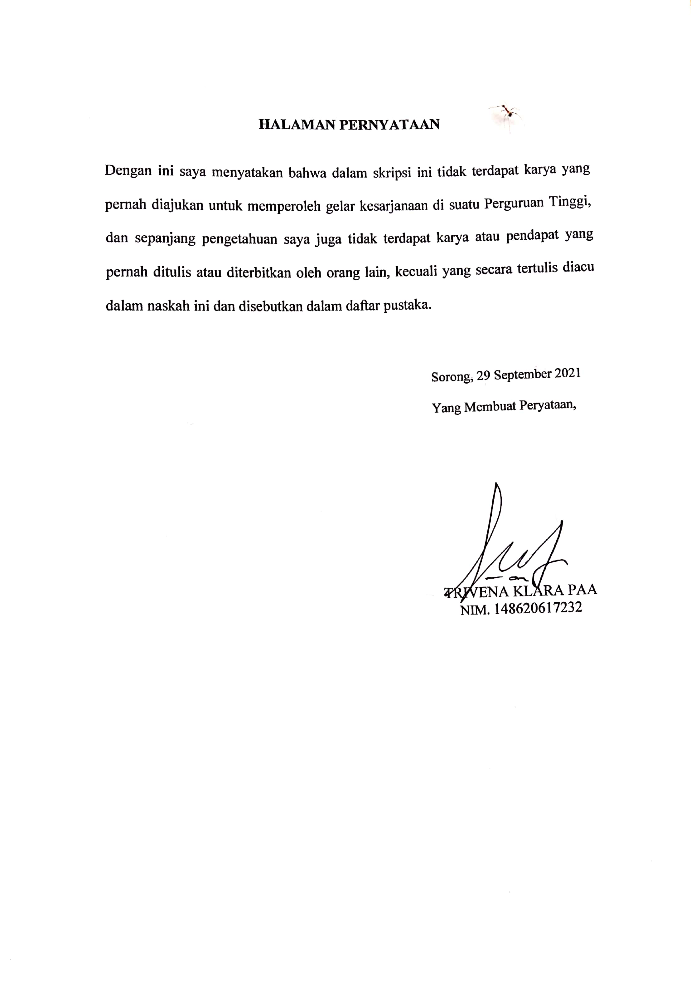 HALAMAN PERNYATAAN
Dengan ini saya menyatakan bahwa dalam skripsi ini tidak terdapat karya yang
pernah diajukan untuk memperoleh gelar kesarjanaan di suatu Perguruan Tinggi,
dan sepanjang pengetahuan saya juga tidak terdapat karya atau pendapat yang
pernah ditulis atau diterbitkan oleh orang lain, kecuali yang secara tertulis diacu
dalam naskah ini dan disebutkan dalam daftar pustaka.
Sorong, 29 September 2021
Yang Membuat Peryataan,
TRIVENA KLARA PAA
NIM. 148620617232